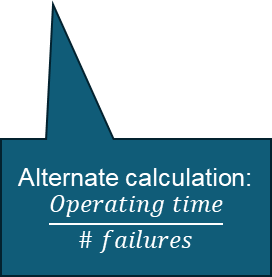 Alternate calculation:
Operating time
# failures